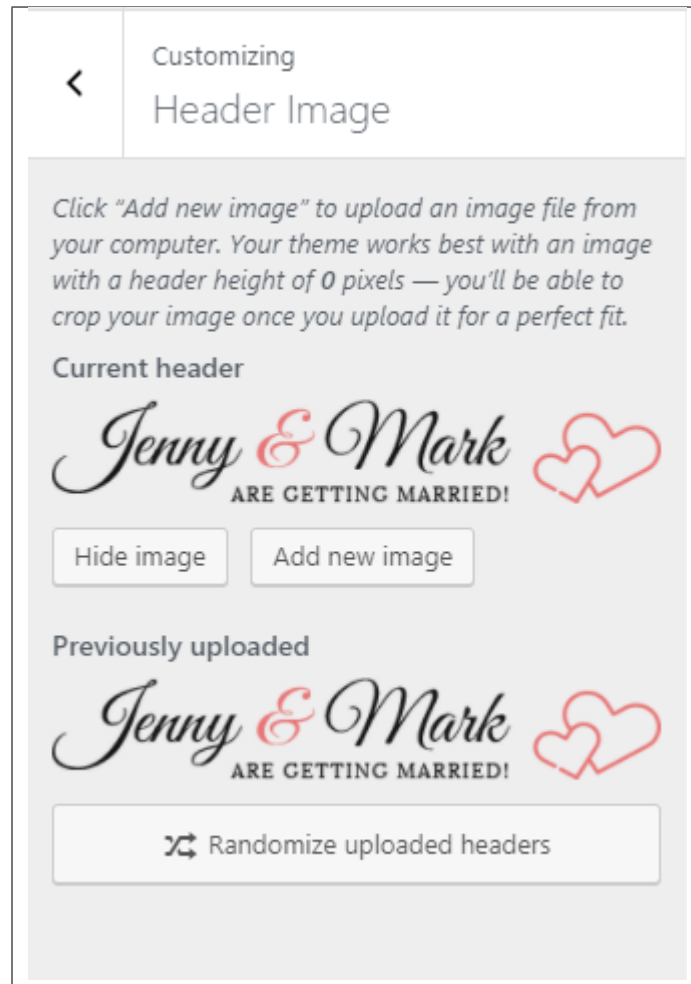 Customizing
Header Image
Click “Add new image” to upload an image file from
your computer. Your theme works best with an image
with a header height of 0 pixels — you’ll be able to
crop your image once you upload it for a perfect fit.
Current header
Jenny & Mark
ARE GETTING MARRIED!
Hide image Add new image
Previously uploaded
Jenny & Mark
ARE GETTING MARRIED!
Randomize uploaded headers